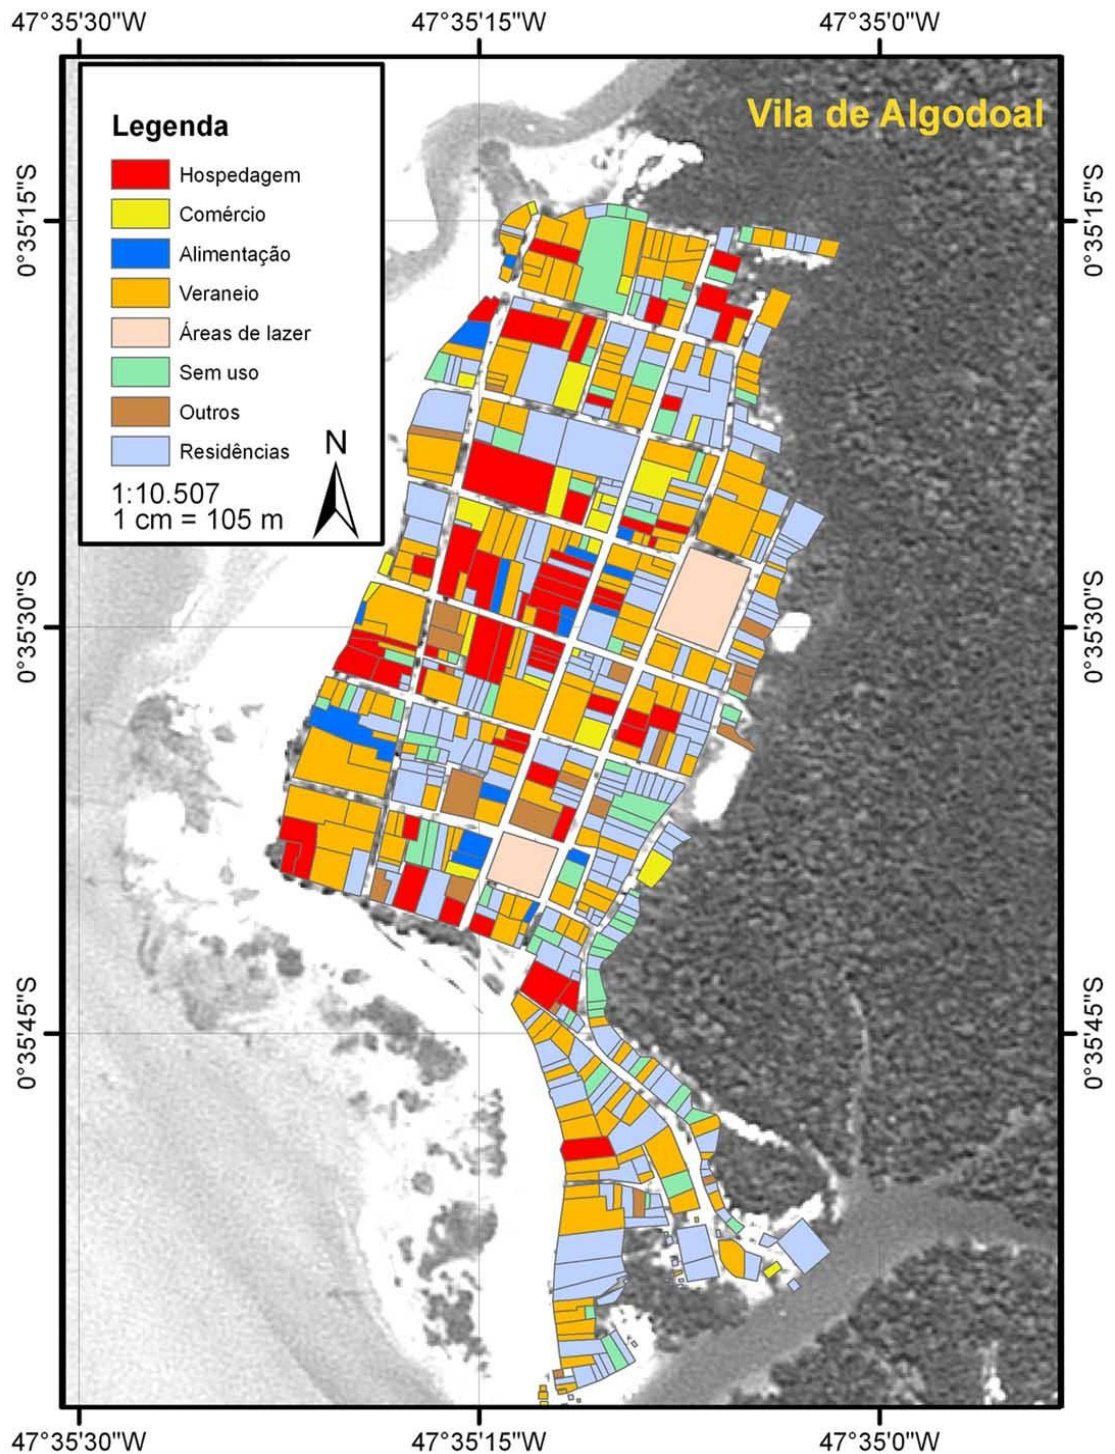 47°35'30"W 47°35'15"W 47°35'0"W
Vila de Algodoal
Legenda
Hospedagem
Comércio
Alimentação
Veraneio
Áreas de lazer
Sem uso
Outros
Residências
N
1:10.507
1 cm = 105 m
0°35'15"S 0°35'15"S
0°35'30"S 0°35'30"S
0°35'45"S 0°35'45"S
47°35'30"W 47°35'15"W 47°35'0"W